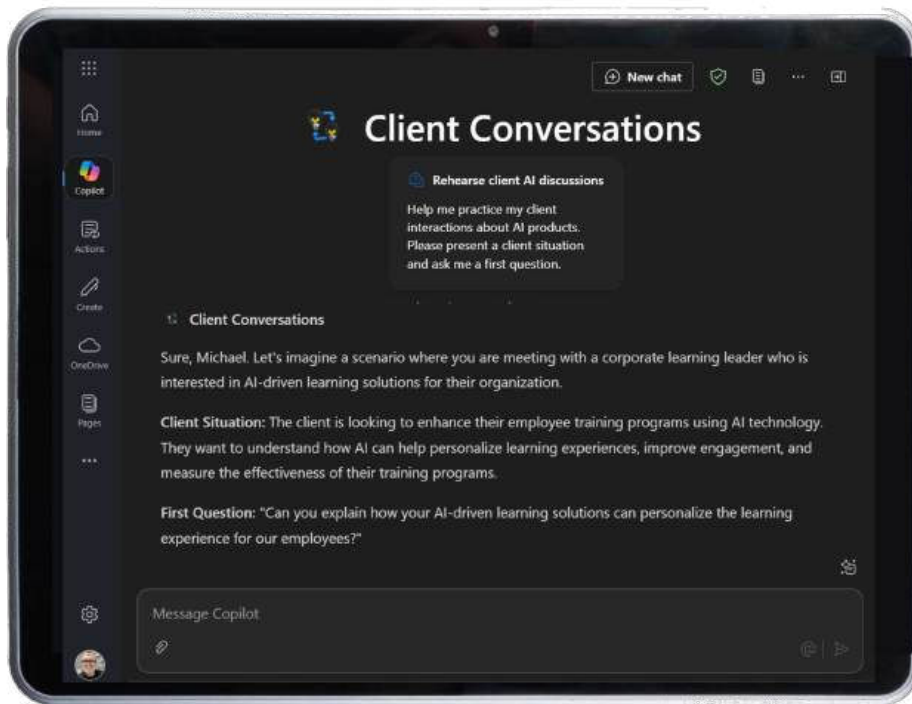 New chat
Home
Client Conversations
Copilot
Rehearse client AI discussions
Help me practice my client
interactions about AI products.
Please present a client situation
and ask me a first question.
Actions
Create
Client Conversations
OneDrive
Sure, Michael. Let's imagine a scenario where you are meeting with a corporate learning leader who is
interested in AI-driven learning solutions for their organization.
Pages
Client Situation: The client is looking to enhance their employee training programs using AI technology.
They want to understand how AI can help personalize learning experiences, improve engagement, and
measure the effectiveness of their training programs.
First Question: "Can you explain how your AI-driven learning solutions can personalize the learning
experience for our employees?"
Message Copilot